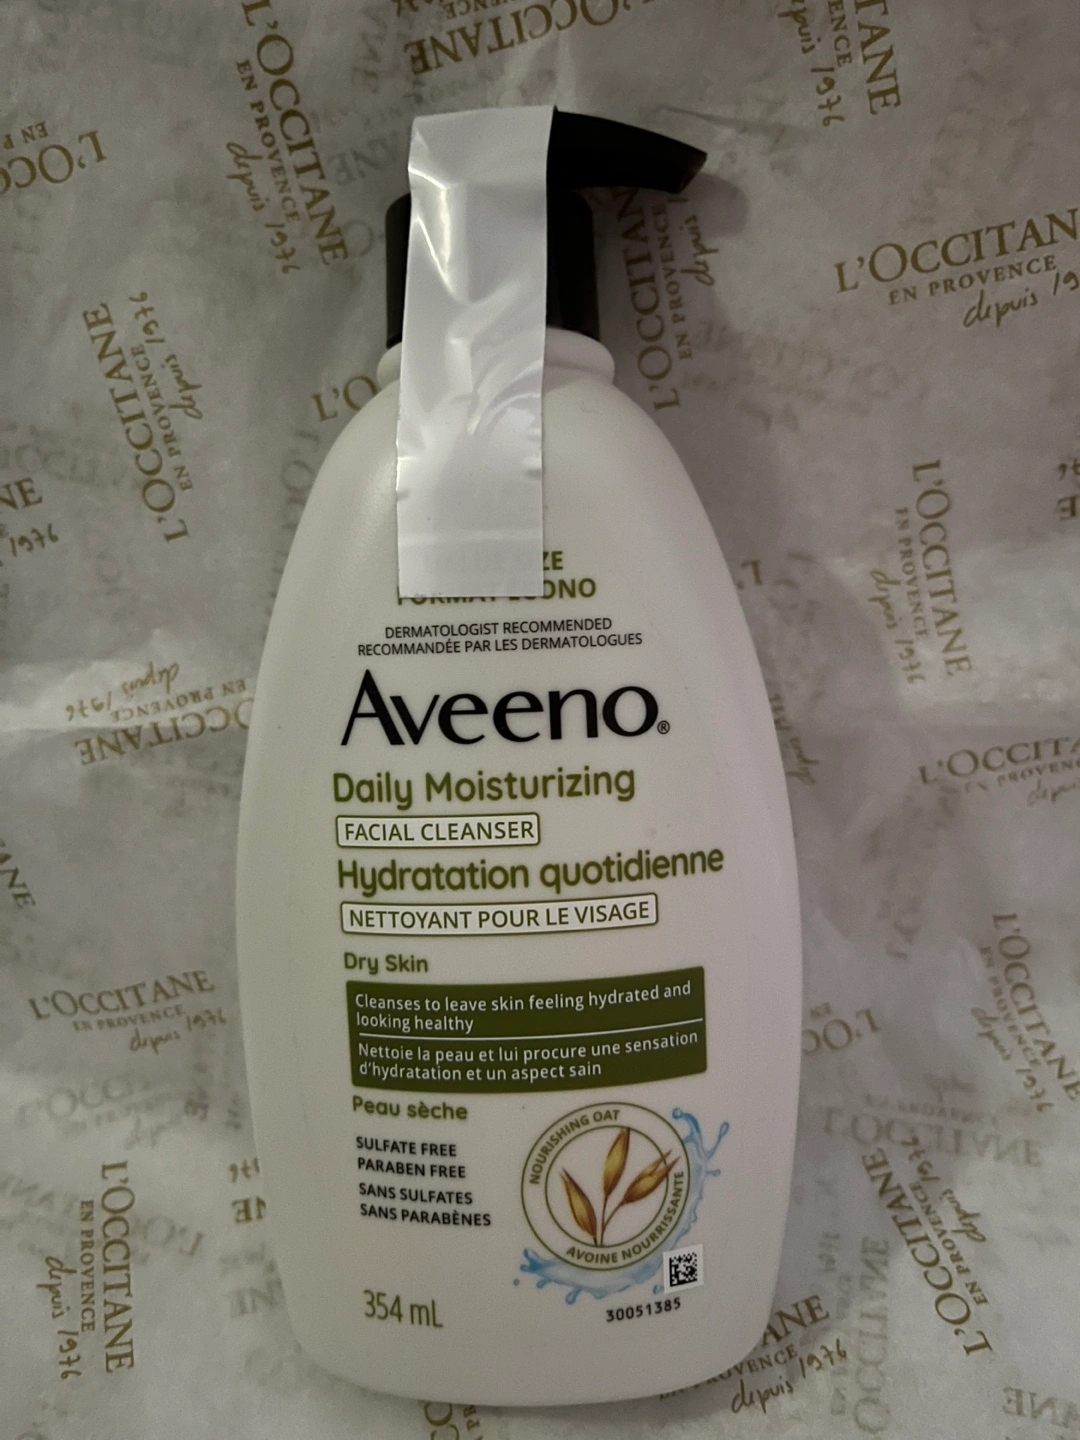 DERMATOLOGIST RECOMMENDED
RECOMMANDÉE PAR LES DERMATOLOGUES
Aveeno®
Daily Moisturizing
FACIAL CLEANSER
Hydratation quotidienne
NETTOYANT POUR LE VISAGE
Dry Skin
Cleanses to leave skin feeling hydrated and
looking healthy
Nettoie la peau et lui procure une sensation
d'hydratation et un aspect sain
Peau sèche
SULFATE FREE
PARABEN FREE
SANS SULFATES
SANS PARABÈNES
NOURISHING OAT
AVOINE NOURRISSANTE
354 mL
30051385
L'OCCITANE
EN PROVENCE
depuis 1976